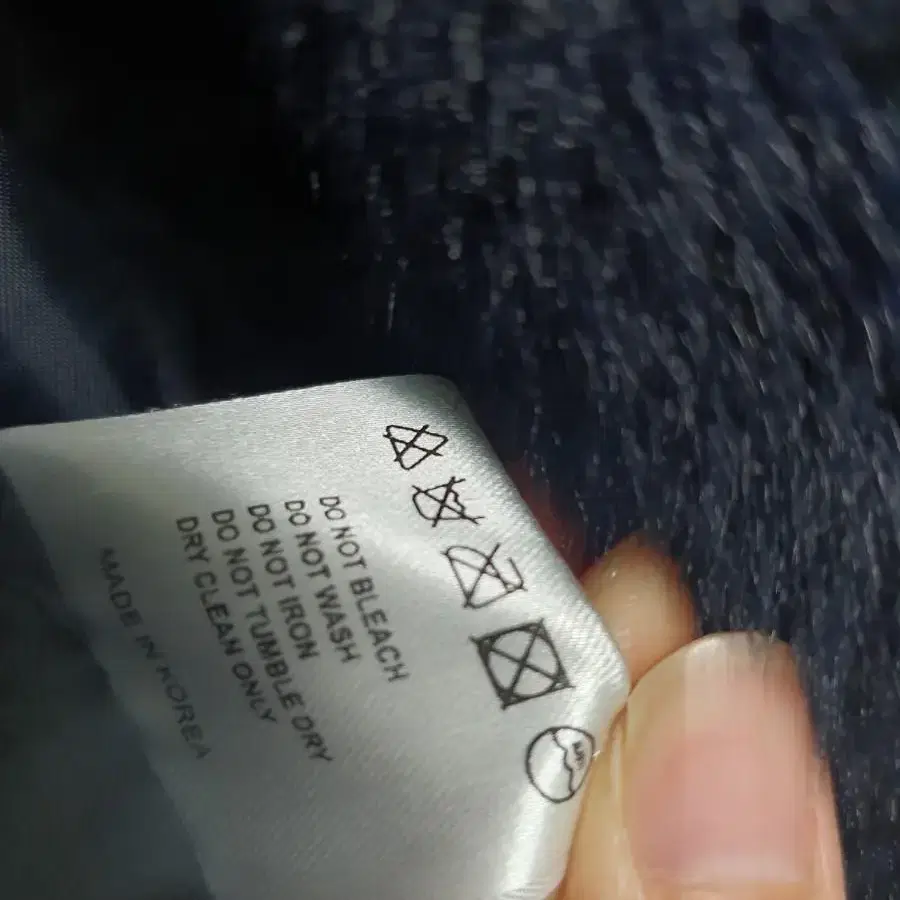 DO NOT BLEACH
DO NOT WASH
DO NOT IRON
DO NOT TUMBLE DRY
DRY CLEAN ONLY
MADE IN KOREA